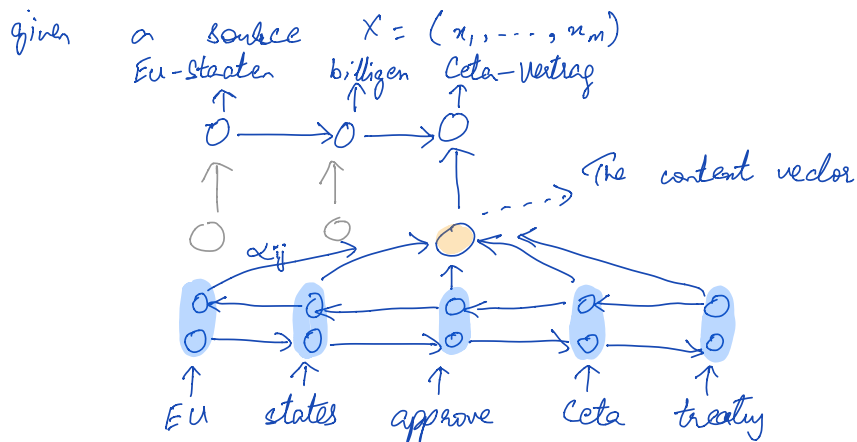 given a source X = (x₁, ---, xₘ)
EU-Staaten billigen Ceta-Vertrag
The content vector
αij
EU states approve Ceta treaty